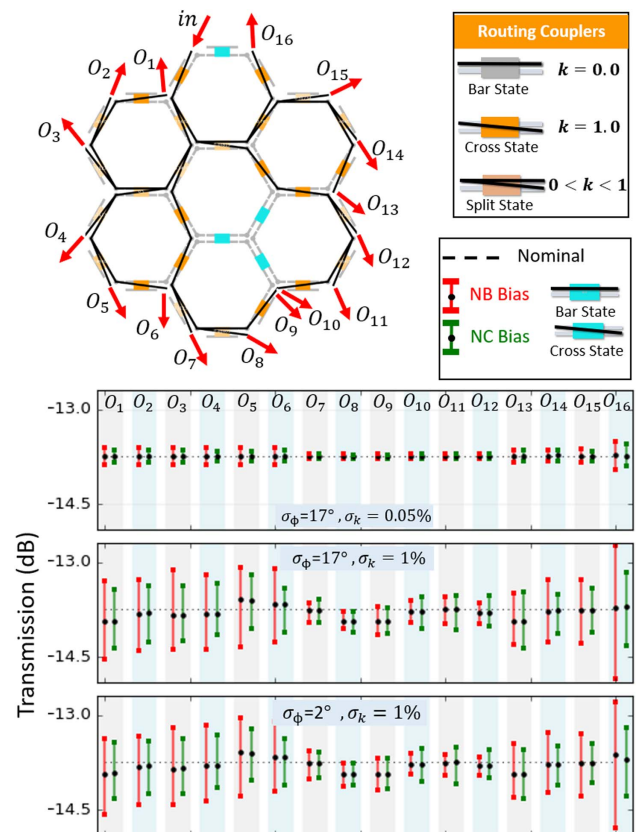 in
O₁₆
O₁
O₂
O₁₅
O₃
O₁₄
O₁₃
O₄
O₁₂
O₅
O₆
O₇
O₈
O₉
O₁₀
O₁₁
Routing Couplers
k = 0.0
Bar State
k = 1.0
Cross State
0 < k < 1
Split State
Nominal
NB Bias
Bar State
NC Bias
Cross State
Transmission (dB)
O₁ O₂ O₃ O₄ O₅ O₆ O₇ O₈ O₉ O₁₀ O₁₁ O₁₂ O₁₃ O₁₄ O₁₅ O₁₆
-13.0
-14.5
σϕ=17° ,σₖ = 0.05%
-13.0
σϕ=17° ,σₖ = 1%
-14.5
-13.0
σϕ=2° ,σₖ = 1%
-14.5